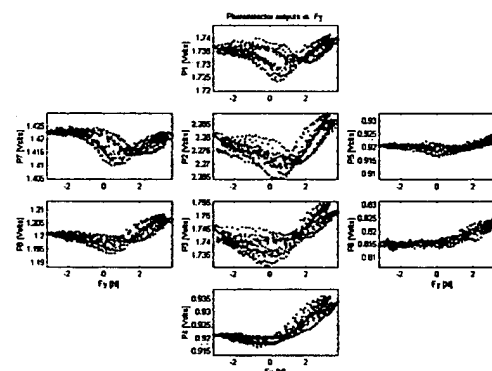 Photodetector outputs vs. Fy
P1 [Volts]
1.74
1.735
1.73
1.725
1.72
-2 0 2
P7 [Volts]
1.425
1.42
1.415
1.41
1.405
-2 0 2
P2 [Volts]
2.285
2.28
2.275
2.27
2.265
-2 0 2
P5 [Volts]
0.93
0.925
0.92
0.915
0.91
-2 0 2
P8 [Volts]
1.21
1.205
1.2
1.195
1.19
-2 0 2
Fy [N]
P3 [Volts]
1.755
1.75
1.745
1.74
1.735
-2 0 2
P6 [Volts]
0.83
0.825
0.82
0.815
0.81
-2 0 2
Fy [N]
P4 [Volts]
0.935
0.93
0.925
0.92
0.915
-2 0 2
Fy [N]